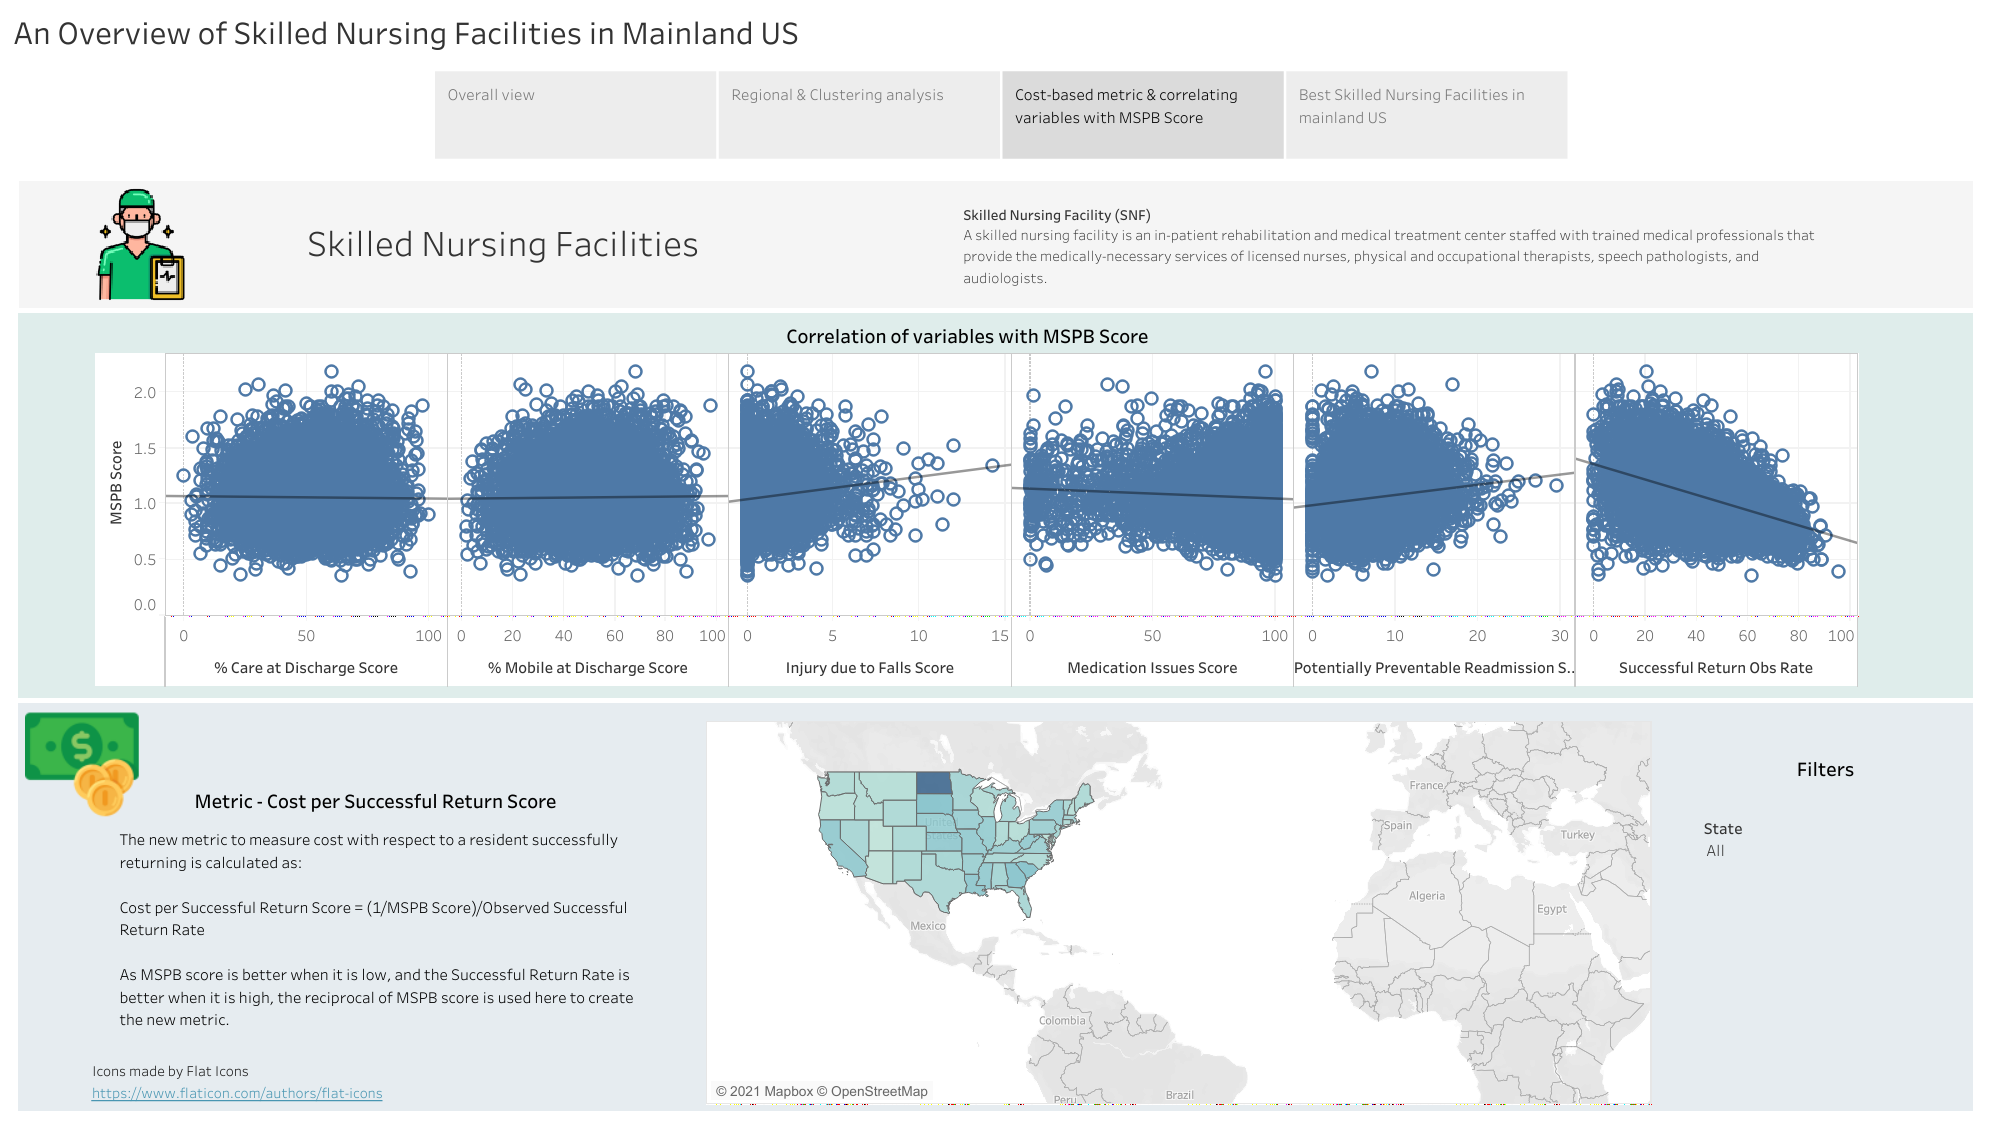 An Overview of Skilled Nursing Facilities in Mainland US
Overall view
Regional & Clustering analysis
Cost-based metric & correlating
variables with MSPB Score
Best Skilled Nursing Facilities in
mainland US
Skilled Nursing Facilities
Skilled Nursing Facility (SNF)
A skilled nursing facility is an in-patient rehabilitation and medical treatment center staffed with trained medical professionals that
provide the medically-necessary services of licensed nurses, physical and occupational therapists, speech pathologists, and
audiologists.
Correlation of variables with MSPB Score
MSPB Score
2.0
1.5
1.0
0.5
0.0
0 50 100 0 20 40 60 80 100 0 5 10 15 0 50 100 0 10 20 30 0 20 40 60 80 100
% Care at Discharge Score
% Mobile at Discharge Score
Injury due to Falls Score
Medication Issues Score
Potentially Preventable Readmission S..
Successful Return Obs Rate
Metric - Cost per Successful Return Score
The new metric to measure cost with respect to a resident successfully
returning is calculated as:
Cost per Successful Return Score = (1/MSPB Score)/Observed Successful
Return Rate
As MSPB score is better when it is low, and the Successful Return Rate is
better when it is high, the reciprocal of MSPB score is used here to create
the new metric.
Icons made by Flat Icons
https://www.flaticon.com/authors/flat-icons
France
Spain
Turkey
Algeria
Egypt
Mexico
Colombia
Peru
Brazil
© 2021 Mapbox © OpenStreetMap
Filters
State
All